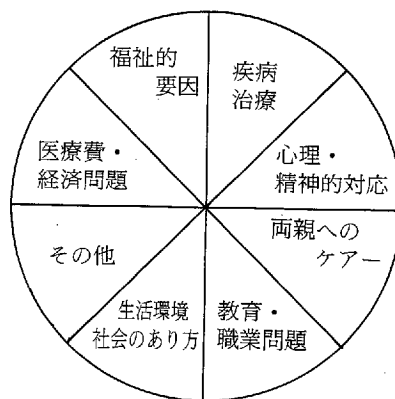 福祉的
要因
疾病
治療
心理・
精神的対応
両親への
ケアー
教育・
職業問題
生活環境
社会のあり方
その他
医療費・
経済問題